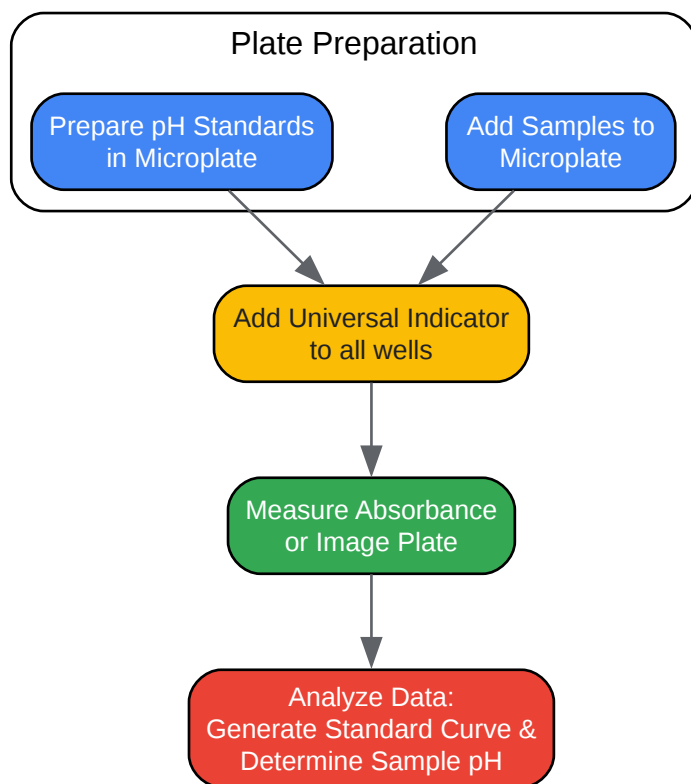 Plate Preparation
Prepare pH Standards
in Microplate
Add Samples to
Microplate
Add Universal Indicator
to all wells
Measure Absorbance
or Image Plate
Analyze Data:
Generate Standard Curve &
Determine Sample pH